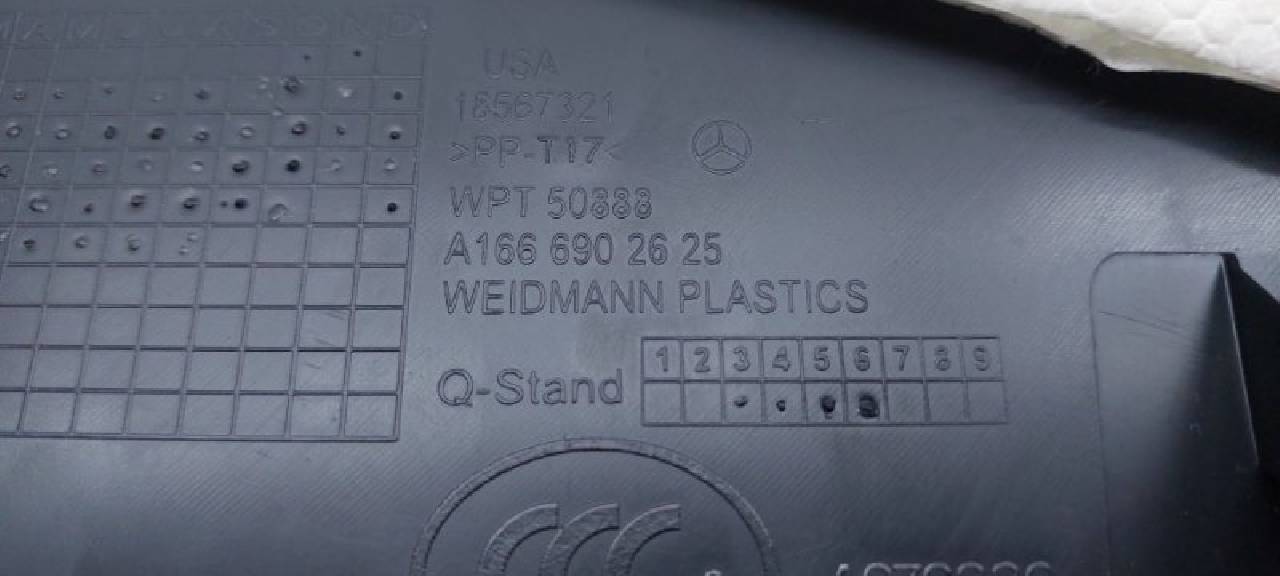 M A M J J A S O N D
USA
18567321
>PP-T17<
WPT 50888
A166 690 26 25
WEIDMANN PLASTICS
Q-Stand
1 2 3 4 5 6 7 8 9